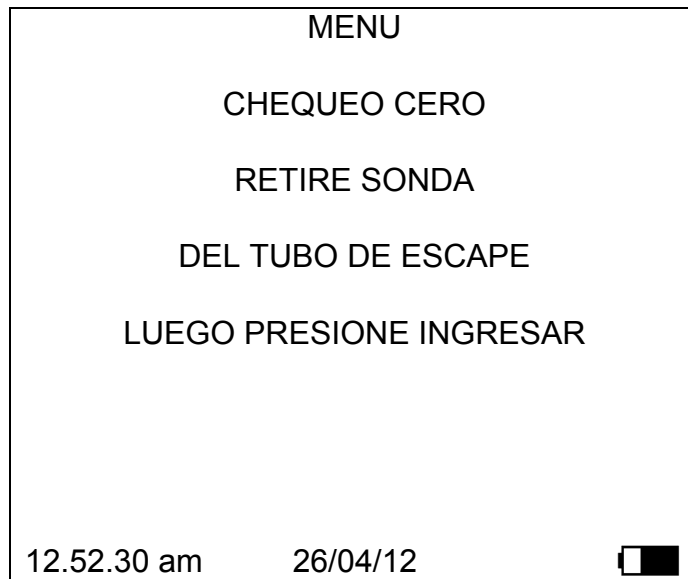 MENU
CHEQUEO CERO
RETIRE SONDA
DEL TUBO DE ESCAPE
LUEGO PRESIONE INGRESAR
12.52.30 am 26/04/12